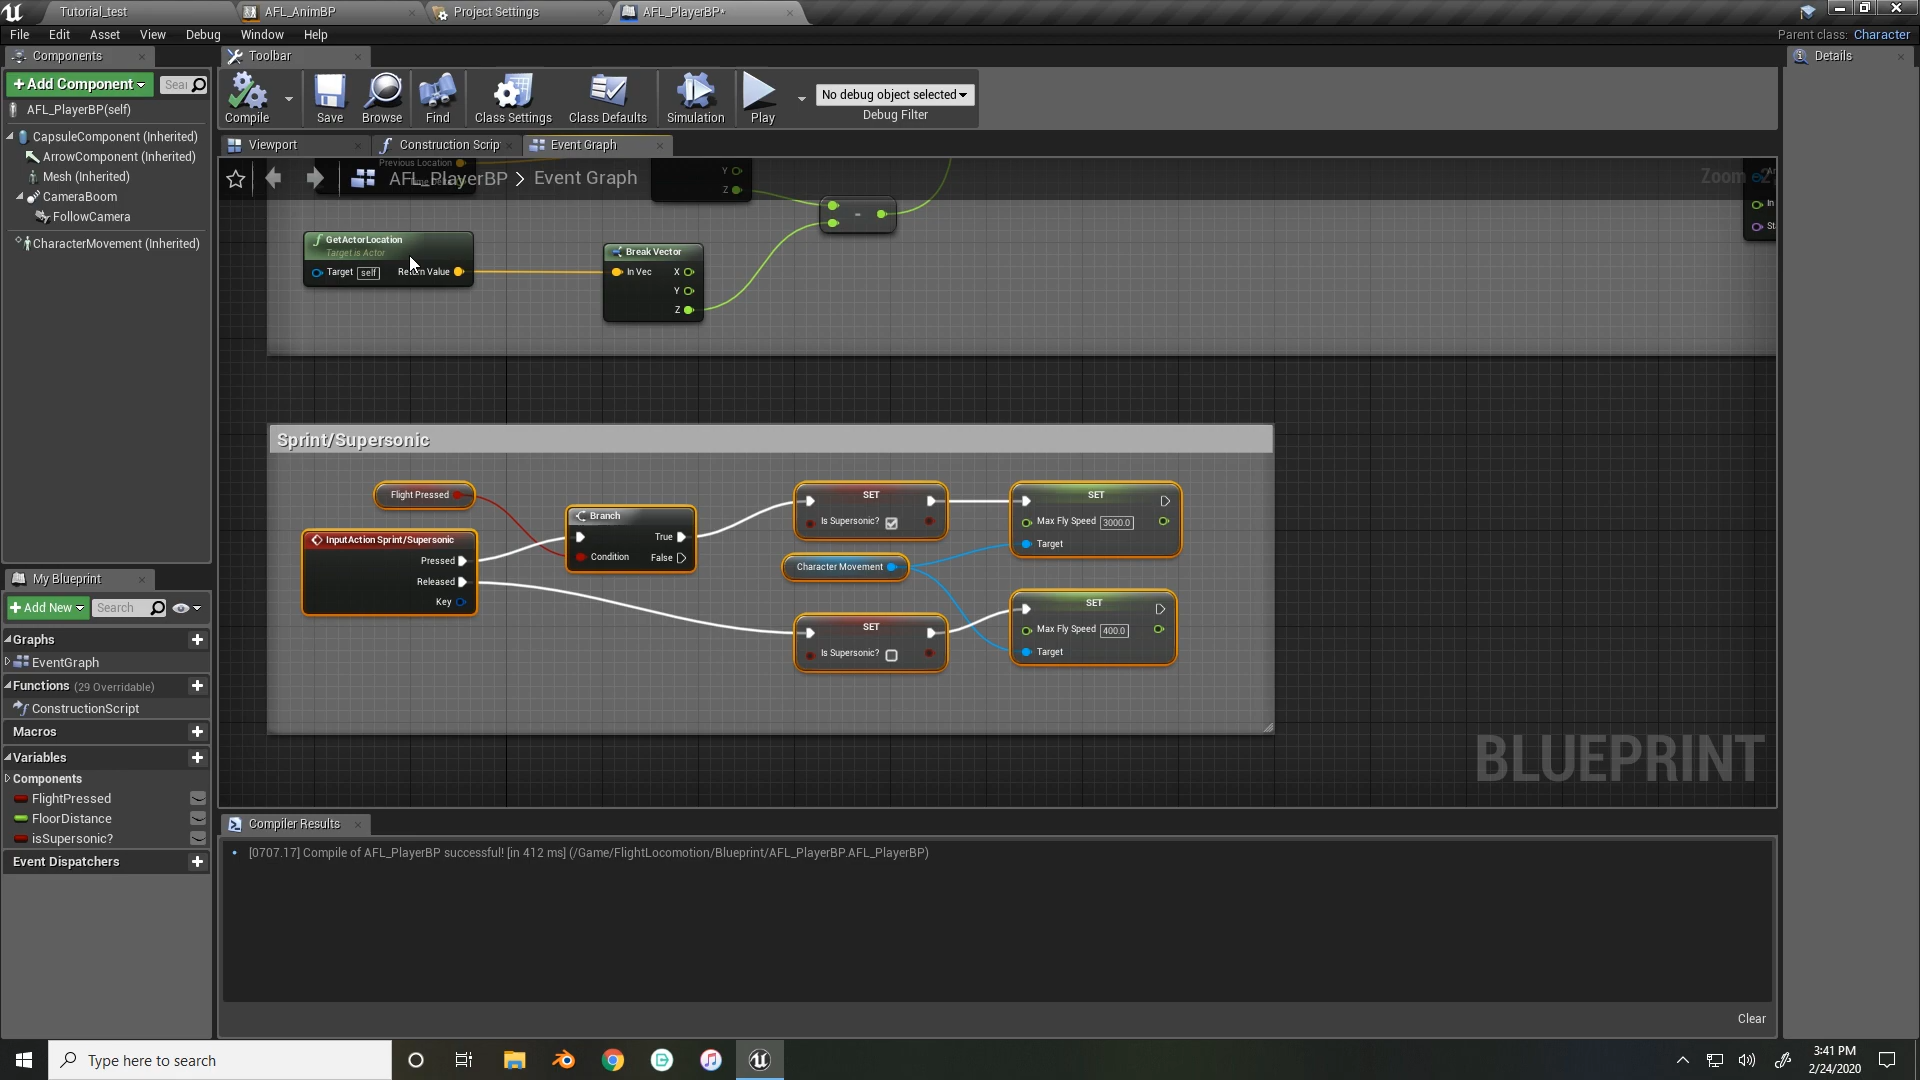 Tutorial_test
AFL_AnimBP
Project Settings
AFL_PlayerBP*
File Edit Asset View Debug Window Help
Parent class: Character
Components
Toolbar
Details
+Add Component
Sear
AFL_PlayerBP(self)
CapsuleComponent (Inherited)
ArrowComponent (Inherited)
Mesh (Inherited)
CameraBoom
FollowCamera
CharacterMovement (Inherited)
Compile
Save
Browse
Find
Class Settings
Class Defaults
Simulation
Play
No debug object selected
Debug Filter
Viewport
Construction Scrip
Event Graph
Previous Location
AFL_PlayerBP > Event Graph
Zoom
Y
Z
-
In
GetActorLocation
Target is Actor
Target self
Return Value
Break Vector
In Vec X
Y
Z
Sprint/Supersonic
Flight Pressed
InputAction Sprint/Supersonic
Pressed
Released
Key
Branch
True
Condition False
SET
Is Supersonic?
SET
Max Fly Speed 3000.0
Target
Character Movement
SET
Is Supersonic?
SET
Max Fly Speed 400.0
Target
BLUEPRINT
My Blueprint
+Add New
Search
Graphs
EventGraph
Functions (29 Overridable)
ConstructionScript
Macros
Variables
Components
FlightPressed
FloorDistance
isSupersonic?
Event Dispatchers
Compiler Results
[0707.17] Compile of AFL_PlayerBP successful! [in 412 ms] (/Game/FlightLocomotion/Blueprint/AFL_PlayerBP.AFL_PlayerBP)
Clear
Type here to search
3:41 PM
2/24/2020